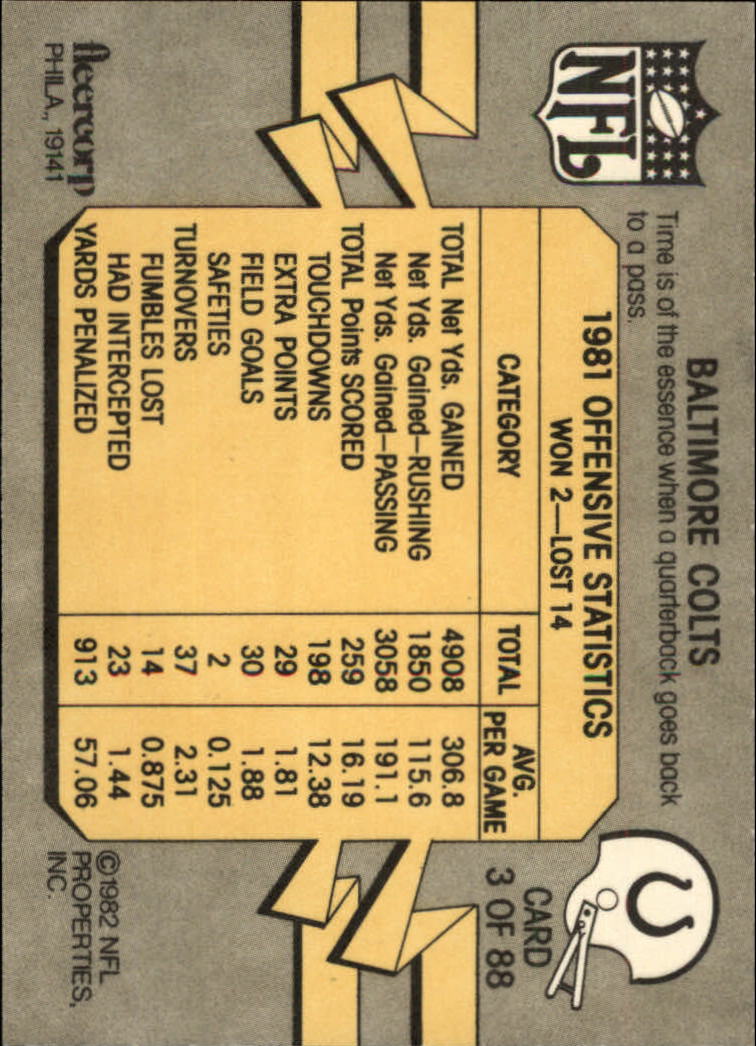 NFL
BALTIMORE COLTS
Time is of the essence when a quarterback goes back
to a pass.
CARD
3 OF 88
1981 OFFENSIVE STATISTICS
WON 2—LOST 14
CATEGORY TOTAL AVG. PER GAME
TOTAL Net Yds. GAINED 4908 306.8
Net Yds. Gained—RUSHING 1850 115.6
Net Yds. Gained—PASSING 3058 191.1
TOTAL Points SCORED 259 16.19
TOUCHDOWNS 198 12.38
EXTRA POINTS 29 1.81
FIELD GOALS 30 1.88
SAFETIES 2 0.125
TURNOVERS 37 2.31
FUMBLES LOST 14 0.875
HAD INTERCEPTED 23 1.44
YARDS PENALIZED 913 57.06
fleercorp
PHILA., 19141
©1982 NFL
PROPERTIES,
INC.